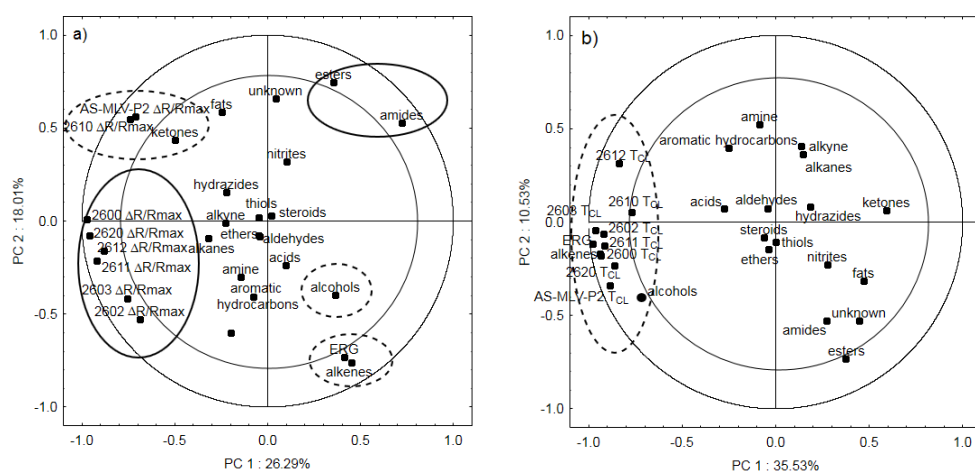 a)
1.0
0.5
0.0
-0.5
-1.0
PC 2 : 18.01%
esters
unknown
amides
AS-MLV-P2 ΔR/Rmax
fats
2610 ΔR/Rmax
ketones
nitrites
hydrazides
thiols
2600 ΔR/Rmax
alkyne
steroids
2620 ΔR/Rmax
ethers
aldehydes
2612 ΔR/Rmax
alkanes
2611 ΔR/Rmax
acids
amine
2603 ΔR/Rmax
aromatic
hydrocarbons
alcohols
2602 ΔR/Rmax
ERG
alkenes
-1.0 -0.5 0.0 0.5 1.0
PC 1 : 26.29%
b)
1.0
0.5
0.0
-0.5
-1.0
PC 2 : 10.53%
amine
aromatic hydrocarbons
alkyne
alkanes
2612 TCL
2610 TCL
acids
aldehydes
ketones
2603 TCL
hydrazides
2602 TCL
steroids
ERG
2611 TCL
thiols
alkenes
2600 TCL
ethers
nitrites
2620 TCL
fats
AS-MLV-P2 TCL
alcohols
unknown
amides
esters
-1.0 -0.5 0.0 0.5 1.0
PC 1 : 35.53%